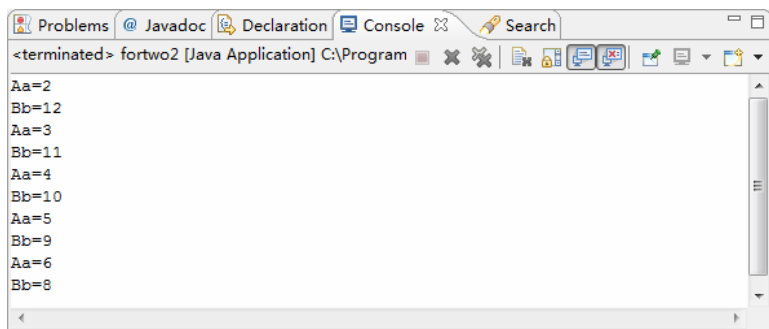 Problems @ Javadoc Declaration Console Search
<terminated> fortwo2 [Java Application] C:\Program
Aa=2
Bb=12
Aa=3
Bb=11
Aa=4
Bb=10
Aa=5
Bb=9
Aa=6
Bb=8